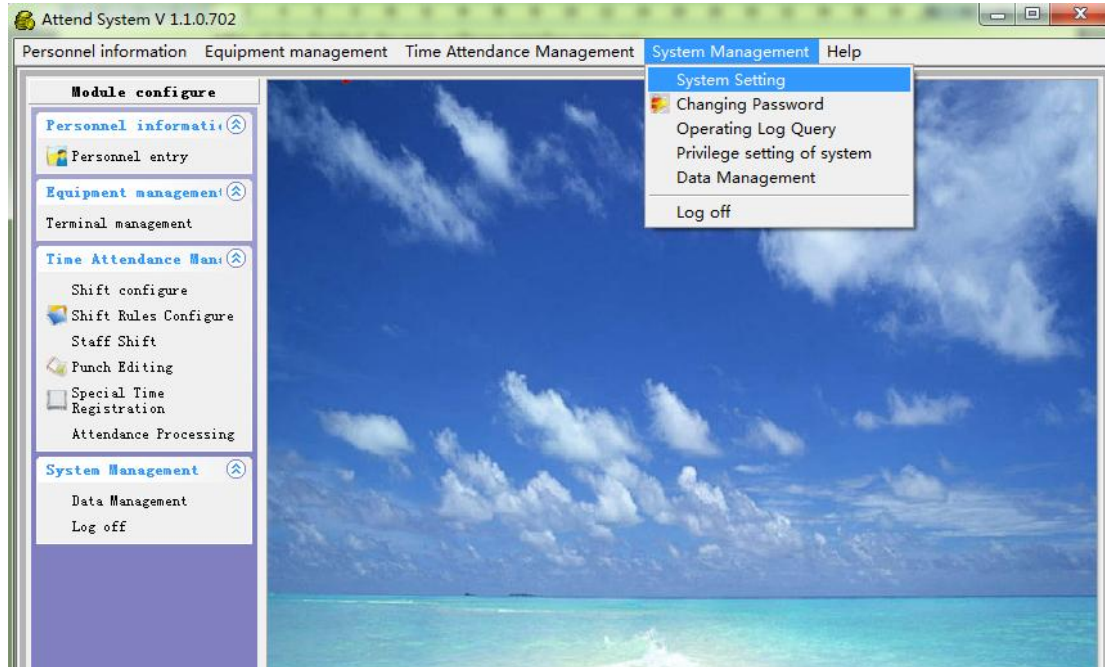 Attend System V 1.1.0.702
Personnel information Equipment management Time Attendance Management System Management Help
System Setting
Changing Password
Operating Log Query
Privilege setting of system
Data Management
Log off
Module configure
Personnel informati
Personnel entry
Equipment management
Terminal management
Time Attendance Man
Shift configure
Shift Rules Configure
Staff Shift
Punch Editing
Special Time
Registration
Attendance Processing
System Management
Data Management
Log off